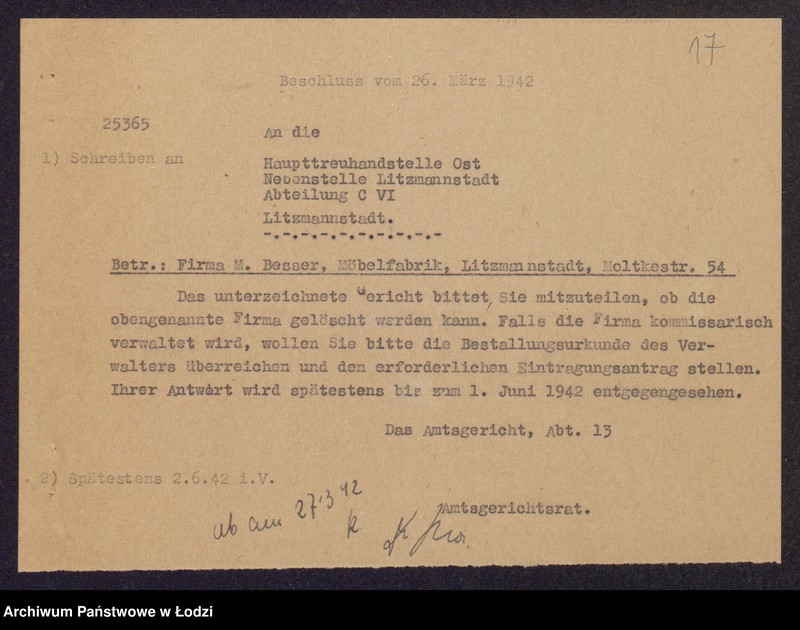 17
Beschluss vom 26. März 1942
25365
An die
1) Schreiben an
Haupttreuhandstelle Ost
Nebenstelle Litzmannstadt
Abteilung C VI
Litzmannstadt.
-.-.-.-.-.-.-.-.-.-.-
Betr.: Firma M. Besser, Möbelfabrik, Litzmannstadt, Moltkestr. 54
Das unterzeichnete Gericht bittet, Sie mitzuteilen, ob die
obengenannte Firma gelöscht werden kann. Falls die Firma kommissarisch
verwaltet wird, wollen Sie bitte die Bestallungsurkunde des Ver-
walters überreichen und den erforderlichen Eintragungsantrag stellen.
Ihrer Antwort wird spätestens bis zum 1. Juni 1942 entgegengesehen.
Das Amtsgericht, Abt. 13
2) Spätestens 2.6.42 i.V.
Amtsgerichtsrat.
ab am 27.3 42
k
Archiwum Państwowe w Łodzi